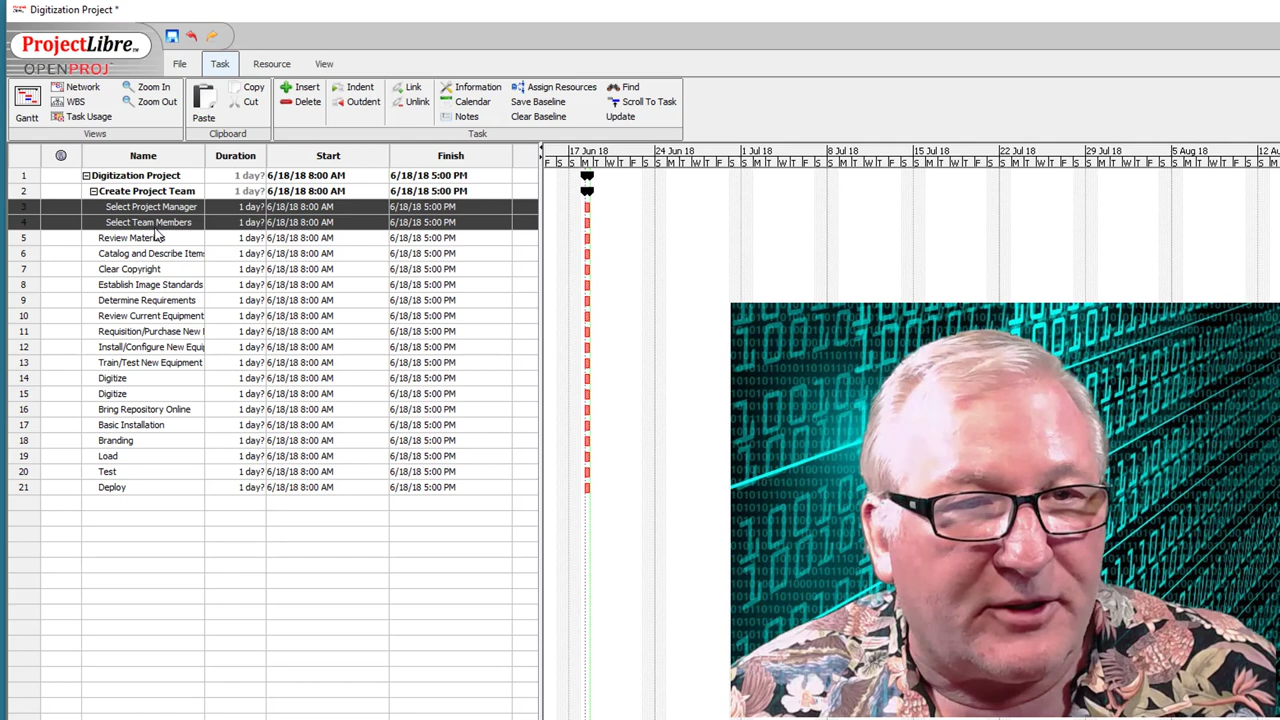 Digitization Project *
ProjectLibre™
OPENPROJ
File Task Resource View
Network Zoom In Copy Insert Indent Link Information Assign Resources Find
WBS Zoom Out Cut Delete Outdent Unlink Calendar Save Baseline Scroll To Task
Gantt Task Usage Paste Notes Clear Baseline Update
Views Clipboard Task
Name Duration Start Finish
17 Jun 18 24 Jun 18 1 Jul 18 8 Jul 18 15 Jul 18 22 Jul 18 29 Jul 18 5 Aug 18 12 Au
F S S M T W T F S S M T W T F S S M T W T F S S M T W T F S S M T W T F S S M T W T F S S M T W T F S S M T W T F S S M
1 Digitization Project 1 day? 6/18/18 8:00 AM 6/18/18 5:00 PM
2 Create Project Team 1 day? 6/18/18 8:00 AM 6/18/18 5:00 PM
3 Select Project Manager 1 day? 6/18/18 8:00 AM 6/18/18 5:00 PM
4 Select Team Members 1 day? 6/18/18 8:00 AM 6/18/18 5:00 PM
5 Review Materials 1 day? 6/18/18 8:00 AM 6/18/18 5:00 PM
6 Catalog and Describe Items 1 day? 6/18/18 8:00 AM 6/18/18 5:00 PM
7 Clear Copyright 1 day? 6/18/18 8:00 AM 6/18/18 5:00 PM
8 Establish Image Standards 1 day? 6/18/18 8:00 AM 6/18/18 5:00 PM
9 Determine Requirements 1 day? 6/18/18 8:00 AM 6/18/18 5:00 PM
10 Review Current Equipment 1 day? 6/18/18 8:00 AM 6/18/18 5:00 PM
11 Requisition/Purchase New 1 day? 6/18/18 8:00 AM 6/18/18 5:00 PM
12 Install/Configure New Equip 1 day? 6/18/18 8:00 AM 6/18/18 5:00 PM
13 Train/Test New Equipment 1 day? 6/18/18 8:00 AM 6/18/18 5:00 PM
14 Digitize 1 day? 6/18/18 8:00 AM 6/18/18 5:00 PM
15 Digitize 1 day? 6/18/18 8:00 AM 6/18/18 5:00 PM
16 Bring Repository Online 1 day? 6/18/18 8:00 AM 6/18/18 5:00 PM
17 Basic Installation 1 day? 6/18/18 8:00 AM 6/18/18 5:00 PM
18 Branding 1 day? 6/18/18 8:00 AM 6/18/18 5:00 PM
19 Load 1 day? 6/18/18 8:00 AM 6/18/18 5:00 PM
20 Test 1 day? 6/18/18 8:00 AM 6/18/18 5:00 PM
21 Deploy 1 day? 6/18/18 8:00 AM 6/18/18 5:00 PM